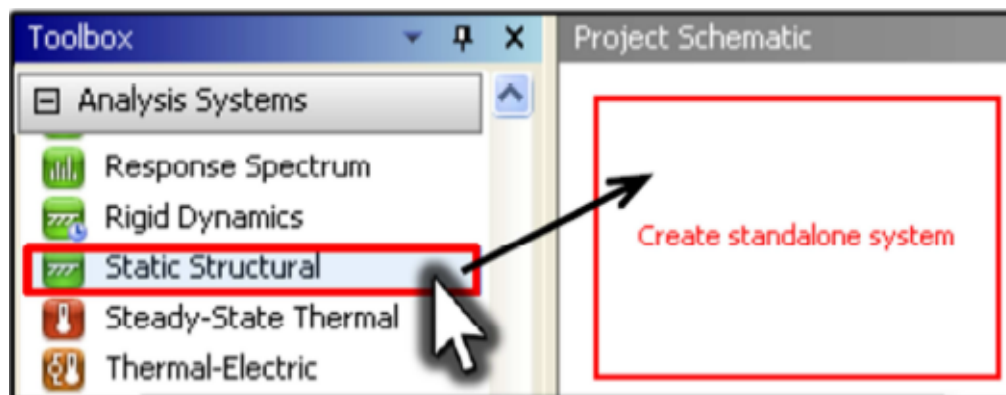 Toolbox
Project Schematic
Analysis Systems
Response Spectrum
Rigid Dynamics
Static Structural
Steady-State Thermal
Thermal-Electric
Create standalone system